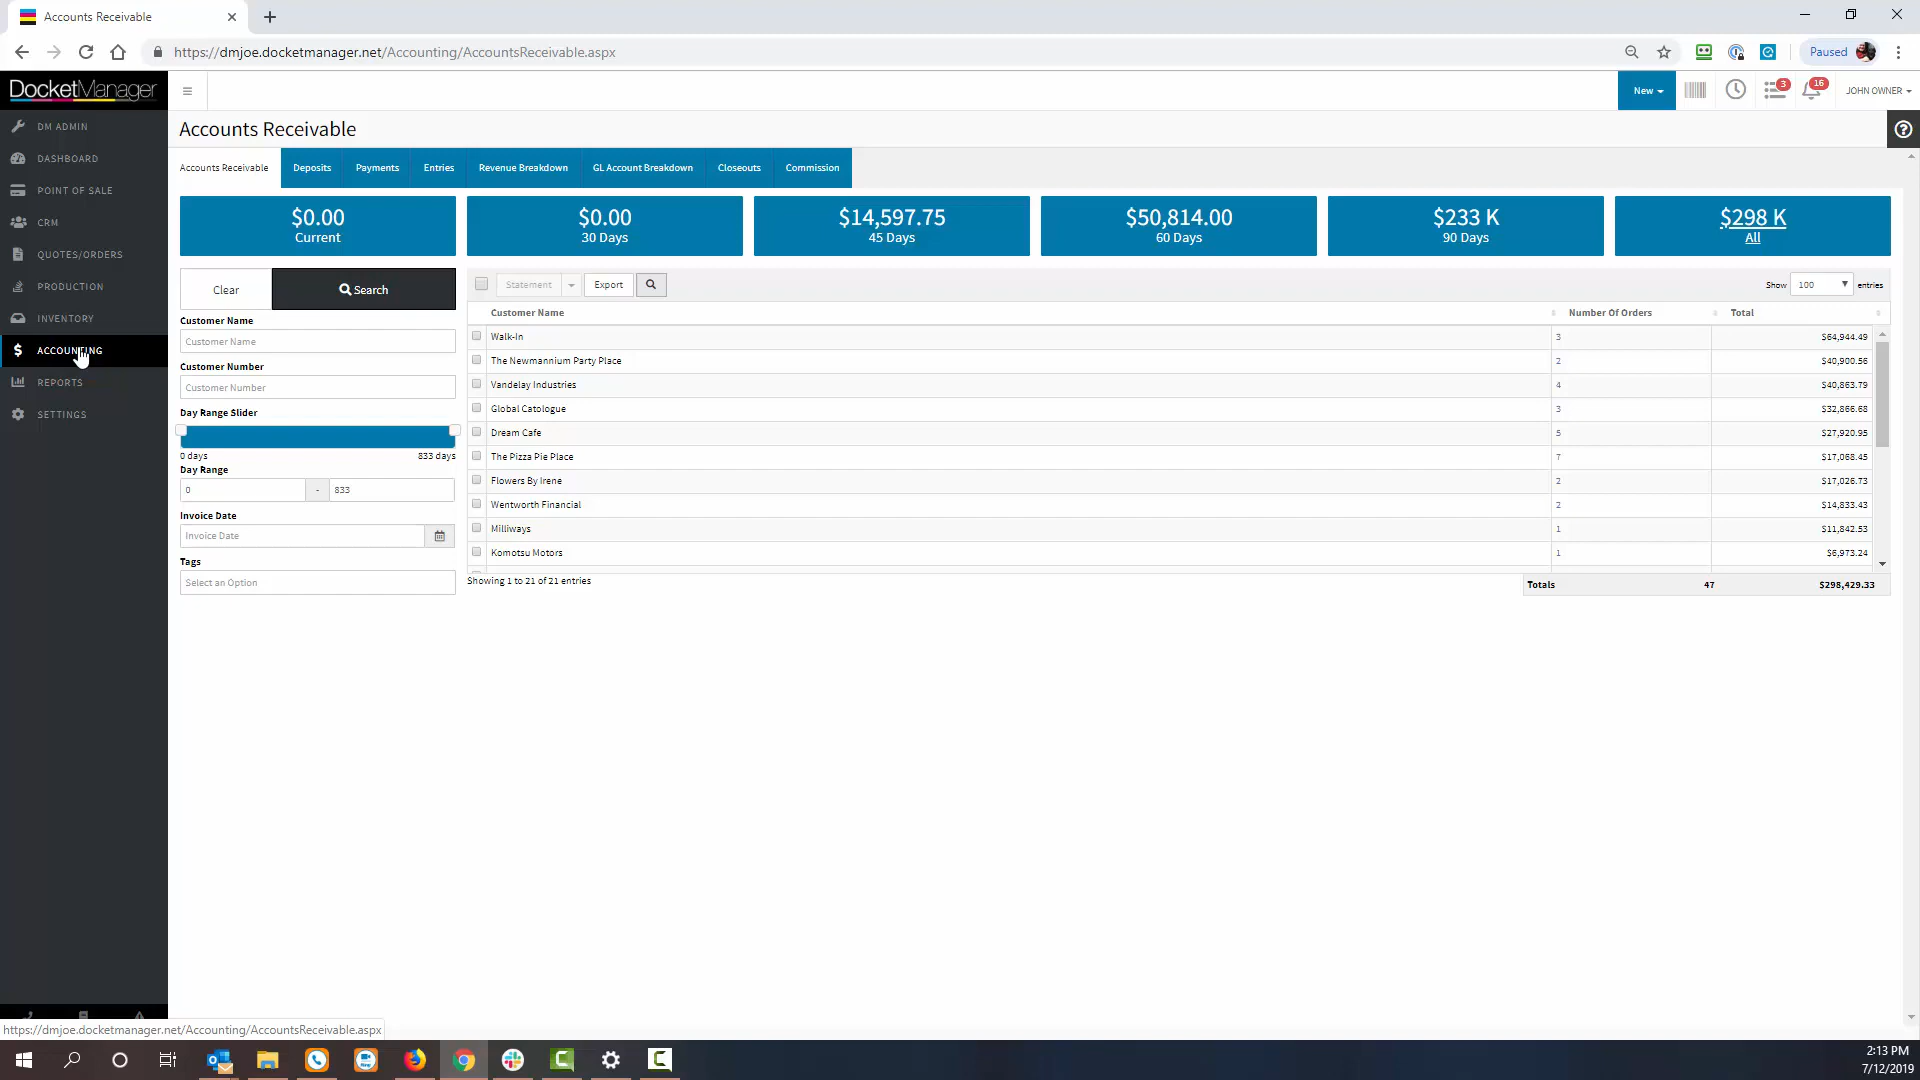 Accounts Receivable
https://dmjoe.docketmanager.net/Accounting/AccountsReceivable.aspx
Paused
DocketManager
New
3
16
JOHN OWNER
DM ADMIN
DASHBOARD
POINT OF SALE
CRM
QUOTES/ORDERS
PRODUCTION
INVENTORY
ACCOUNTING
REPORTS
SETTINGS
Accounts Receivable
Accounts Receivable Deposits Payments Entries Revenue Breakdown GL Account Breakdown Closeouts Commission
$0.00 $0.00 $14,597.75 $50,814.00 $233 K $298 K
Current 30 Days 45 Days 60 Days 90 Days All
Clear Search
Customer Name
Customer Name
Customer Number
Customer Number
Day Range Slider
0 days 833 days
Day Range
0 - 833
Invoice Date
Invoice Date
Tags
Select an Option
Statement Export Show 100 entries
Customer Name Number Of Orders Total
Walk-In 3 $64,944.49
The Newmannium Party Place 2 $40,900.56
Vandelay Industries 4 $40,863.79
Global Catologue 3 $32,866.68
Dream Cafe 5 $27,920.95
The Pizza Pie Place 7 $17,068.45
Flowers By Irene 2 $17,026.73
Wentworth Financial 2 $14,833.43
Milliways 1 $11,842.53
Komotsu Motors 1 $6,973.24
Showing 1 to 21 of 21 entries
Totals 47 $298,429.33
https://dmjoe.docketmanager.net/Accounting/AccountsReceivable.aspx
2:13 PM
7/12/2019